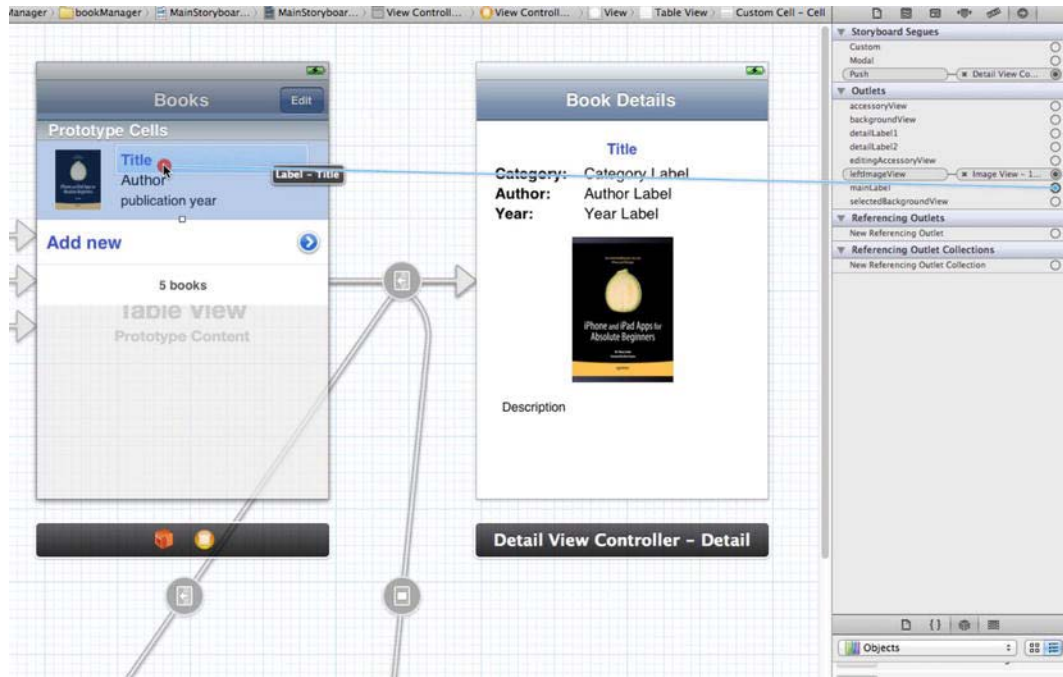 Manager
bookManager
MainStoryboar...
MainStoryboar...
View Controll...
View Controll...
View
Table View
Custom Cell – Cell
Books
Edit
Prototype Cells
Title
Author
publication year
Label – Title
Add new
5 books
Table View
Prototype Content
Book Details
Title
Category: Category Label
Author: Author Label
Year: Year Label
iPhone and iPad Apps for
Absolute Beginners
Description
Detail View Controller – Detail
Storyboard Segues
Custom
Modal
Push
Detail View Co...
Outlets
accessoryView
backgroundView
detailLabel1
detailLabel2
editingAccessoryView
leftImageView
Image View – 1...
mainLabel
selectedBackgroundView
Referencing Outlets
New Referencing Outlet
Referencing Outlet Collections
New Referencing Outlet Collection
{}
Objects